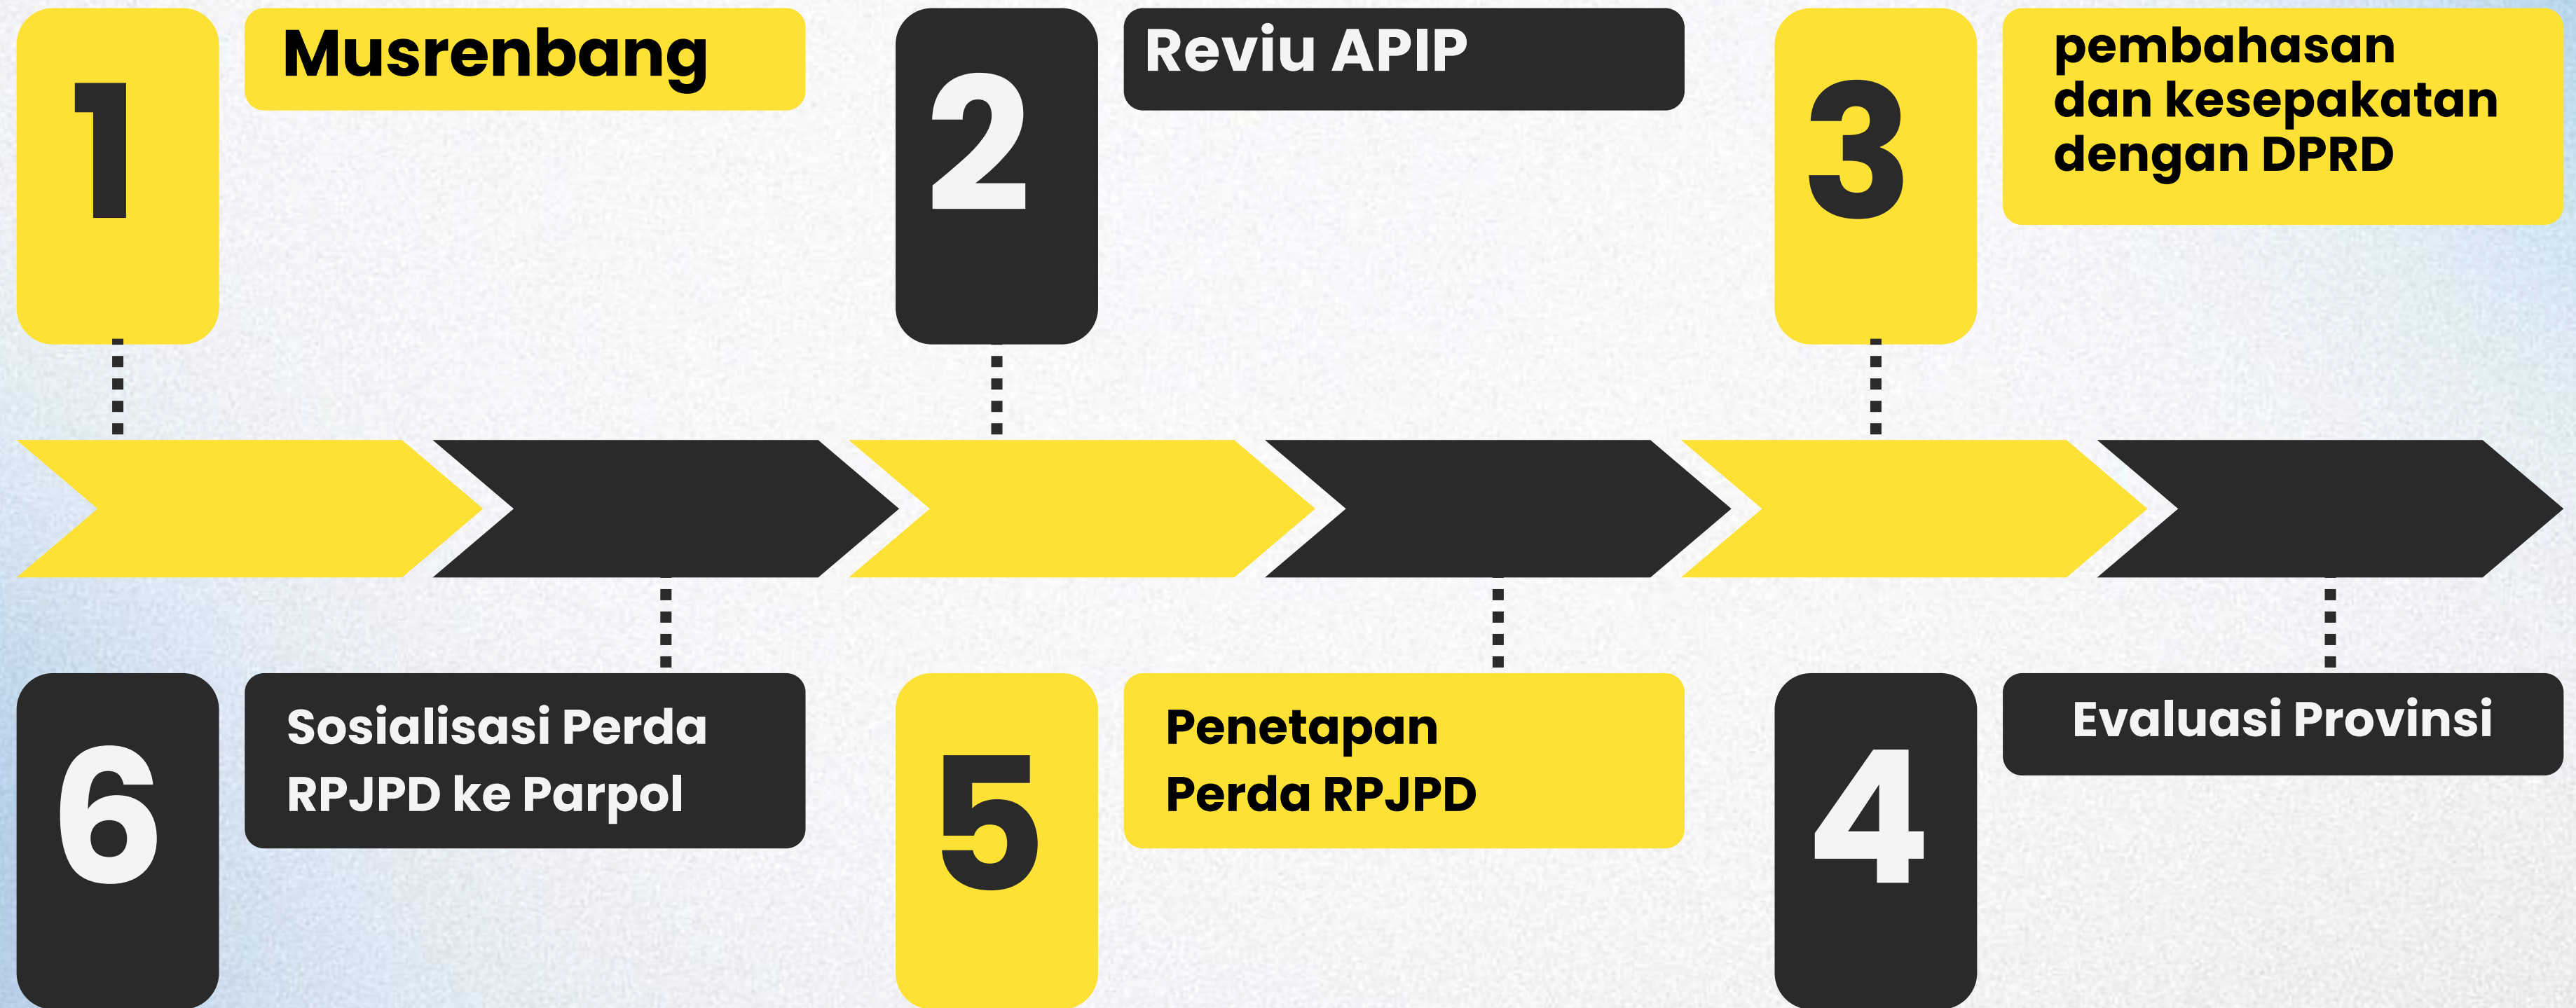 1
Musrenbang
2
Reviu APIP
3
pembahasan
dan kesepakatan
dengan DPRD
6
Sosialisasi Perda
RPJPD ke Parpol
5
Penetapan
Perda RPJPD
4
Evaluasi Provinsi